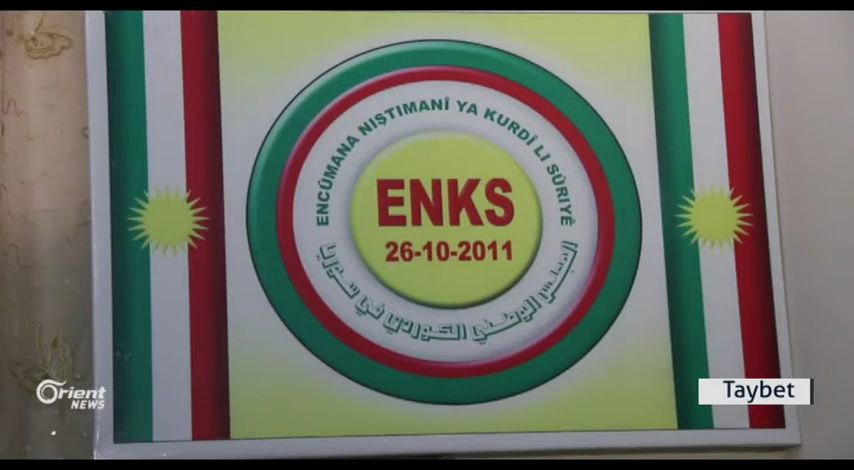 ENCÛMANA NIŞTIMANÎ YA KURDÎ LI SÛRIYÊ
ENKS
26-10-2011
المجلس الوطني الكوردي في سوريا
Orient
NEWS
Taybet